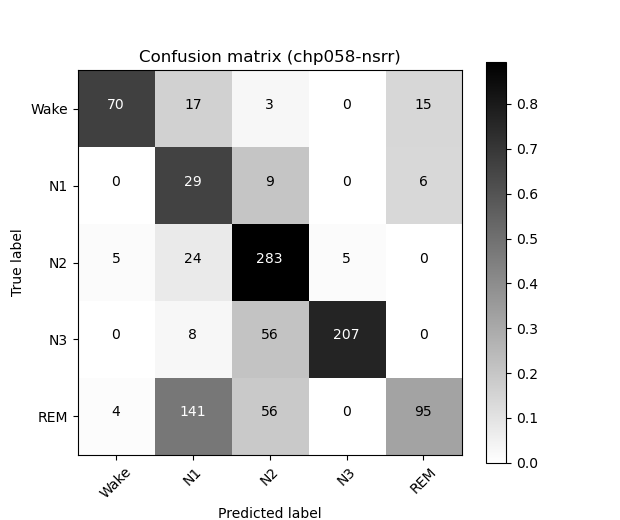 Confusion matrix (chp058-nsrr)
Wake 70 17 3 0 15
N1 0 29 9 0 6
N2 5 24 283 5 0
N3 0 8 56 207 0
REM 4 141 56 0 95
Wake N1 N2 N3 REM
Predicted label
True label
0.8
0.7
0.6
0.5
0.4
0.3
0.2
0.1
0.0